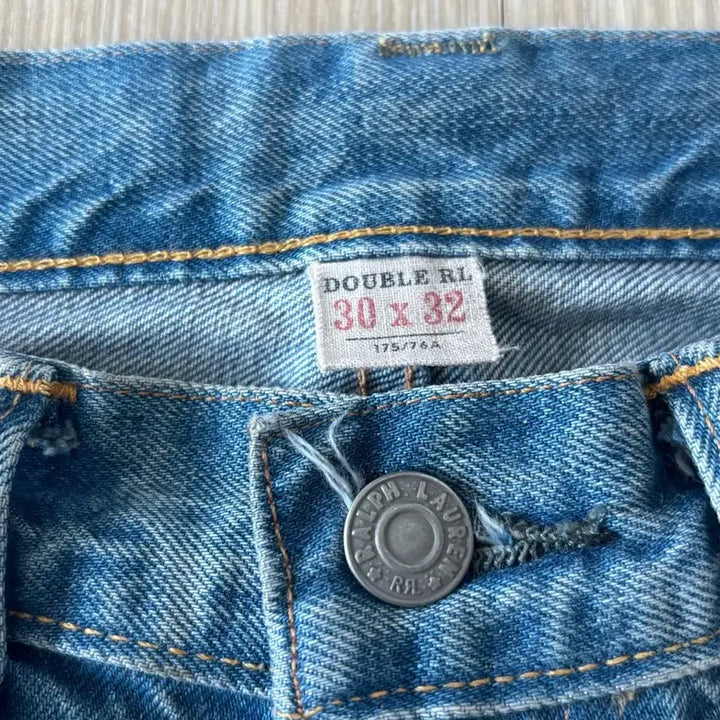 DOUBLE RL
30 x 32
175/76A
RALPH LAUREN
RRL